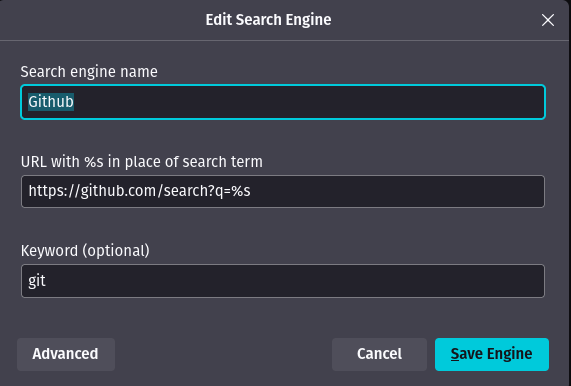 Edit Search Engine
Search engine name
Github
URL with %s in place of search term
https://github.com/search?q=%s
Keyword (optional)
git
Advanced
Cancel
Save Engine